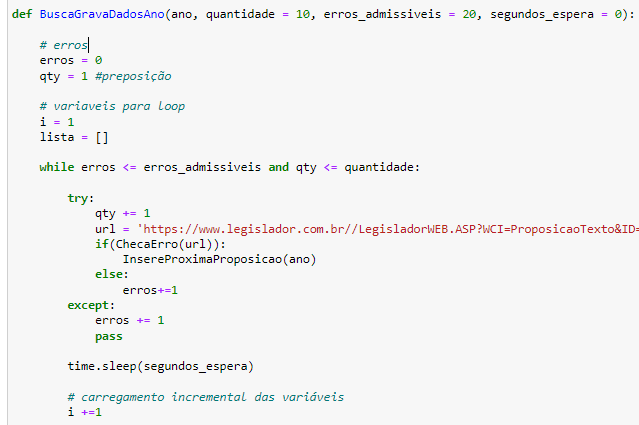 def BuscaGravaDadosAno(ano, quantidade = 10, erros_admissiveis = 20, segundos_espera = 0):
# erros
erros = 0
qty = 1 #preposição
# variaveis para loop
i = 1
lista = []
while erros <= erros_admissiveis and qty <= quantidade:
try:
qty += 1
url = 'https://www.legislador.com.br//LegisladorWEB.ASP?WCI=ProposicaoTexto&ID=
if(ChecaErro(url)):
InsereProximaProposicao(ano)
else:
erros+=1
except:
erros += 1
pass
time.sleep(segundos_espera)
# carregamento incremental das variáveis
i +=1